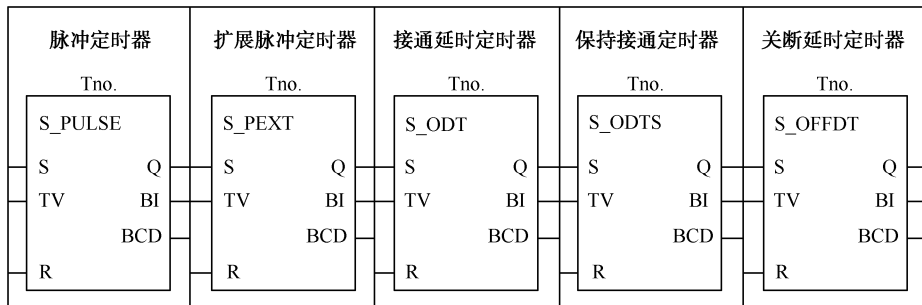 脉冲定时器 扩展脉冲定时器 接通延时定时器 保持接通定时器 关断延时定时器
Tno. Tno. Tno. Tno. Tno.
S_PULSE S_PEXT S_ODT S_ODTS S_OFFDT
S Q S Q S Q S Q S Q
TV BI TV BI TV BI TV BI TV BI
BCD BCD BCD BCD BCD
R R R R R